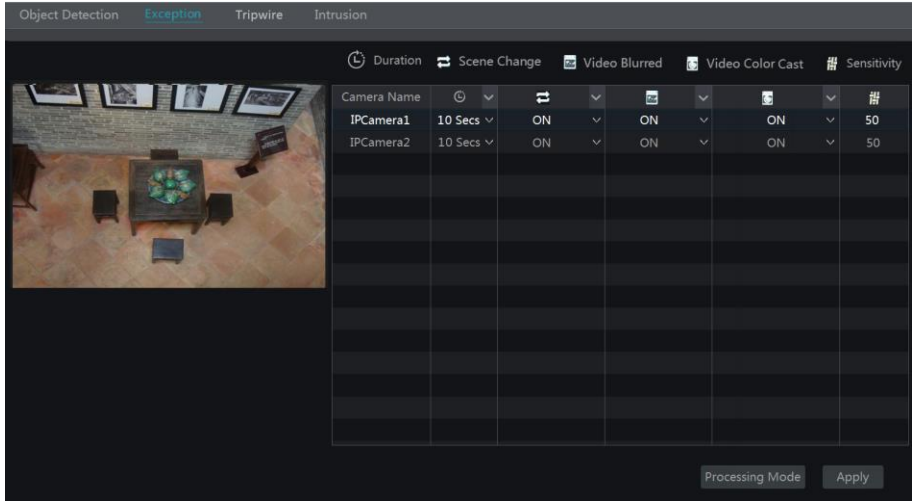 Object Detection Exception Tripwire Intrusion
Duration Scene Change Video Blurred Video Color Cast Sensitivity
Camera Name
IPCamera1 10 Secs ON ON ON 50
IPCamera2 10 Secs ON ON ON 50
Processing Mode Apply